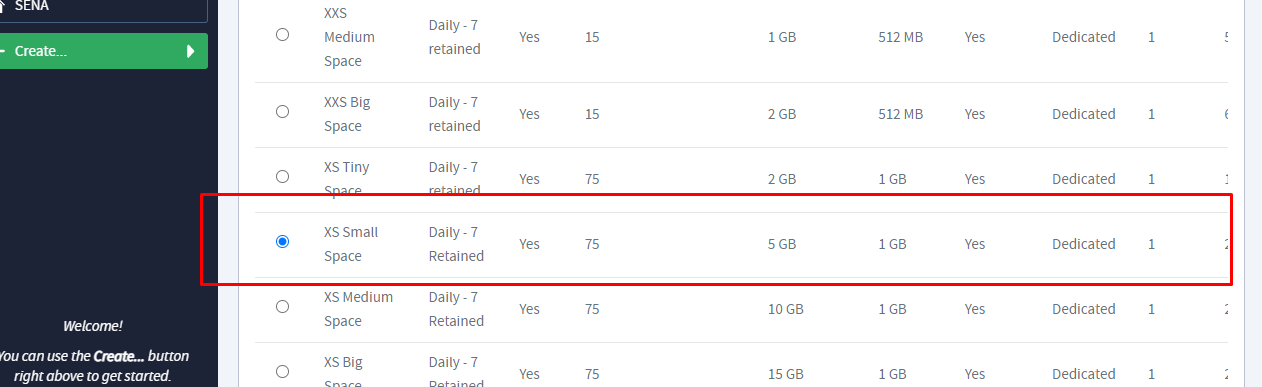 SENA
Create...
Welcome!
You can use the Create... button
right above to get started.
XXS
Medium
Space
Daily - 7
retained
Yes
15
1 GB
512 MB
Yes
Dedicated
1
XXS Big
Space
Daily - 7
retained
Yes
15
2 GB
512 MB
Yes
Dedicated
1
XS Tiny
Space
Daily - 7
retained
Yes
75
2 GB
1 GB
Yes
Dedicated
1
XS Small
Space
Daily - 7
Retained
Yes
75
5 GB
1 GB
Yes
Dedicated
1
XS Medium
Space
Daily - 7
Retained
Yes
75
10 GB
1 GB
Yes
Dedicated
1
XS Big
Space
Daily - 7
Retained
Yes
75
15 GB
1 GB
Yes
Dedicated
1